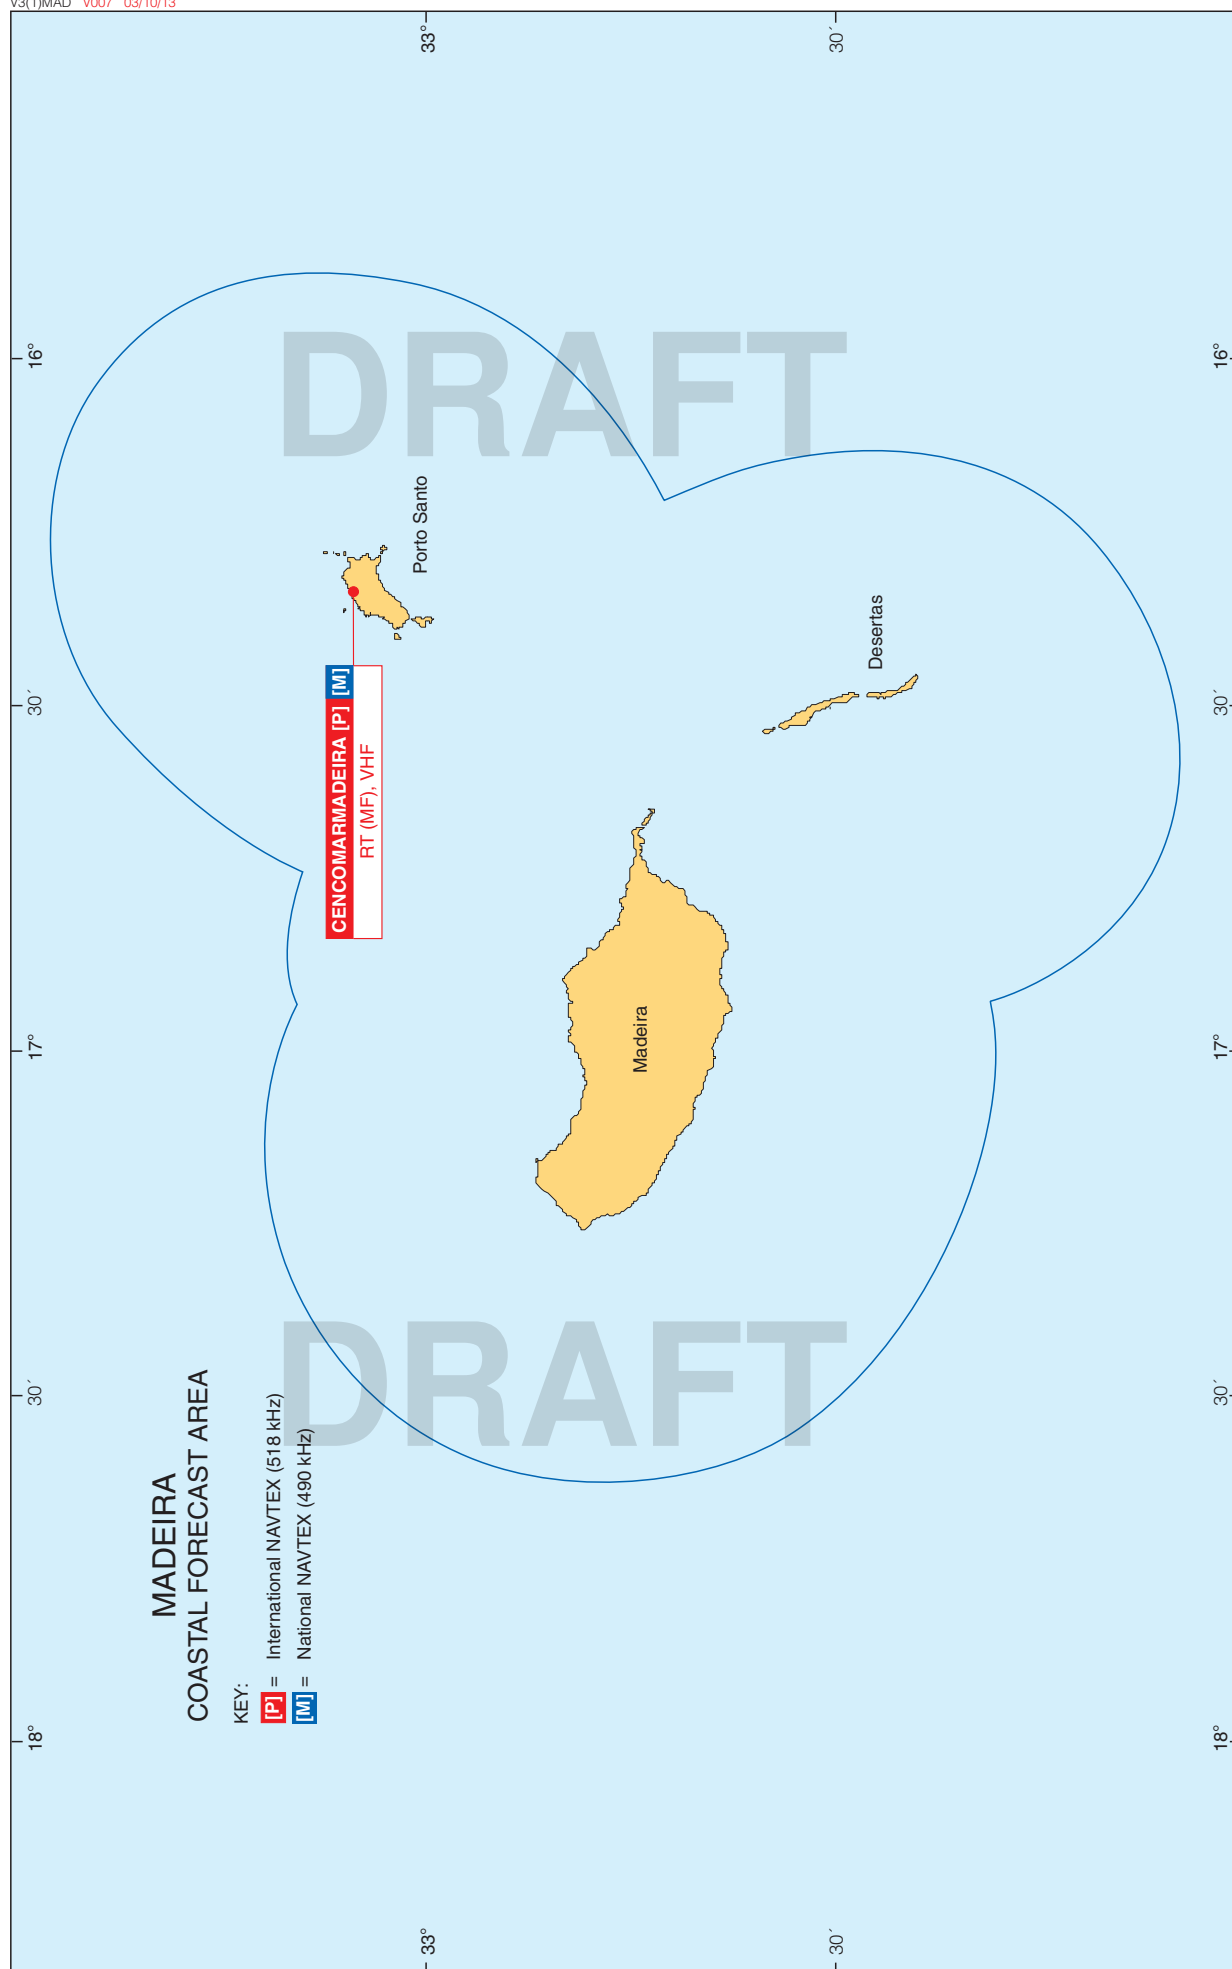 V3(1)MAD V007 03/10/13
MADEIRA
COASTAL FORECAST AREA
KEY:
[P] = International NAVTEX (518 kHz)
[M] = National NAVTEX (490 kHz)
CENCOMARMADEIRA [P] [M]
RT (MF), VHF
Porto Santo
Madeira
Desertas
DRAFT
DRAFT
18°
30´
17°
30´
16°
33°
33°
30´
30´
18°
30´
17°
30´
16°